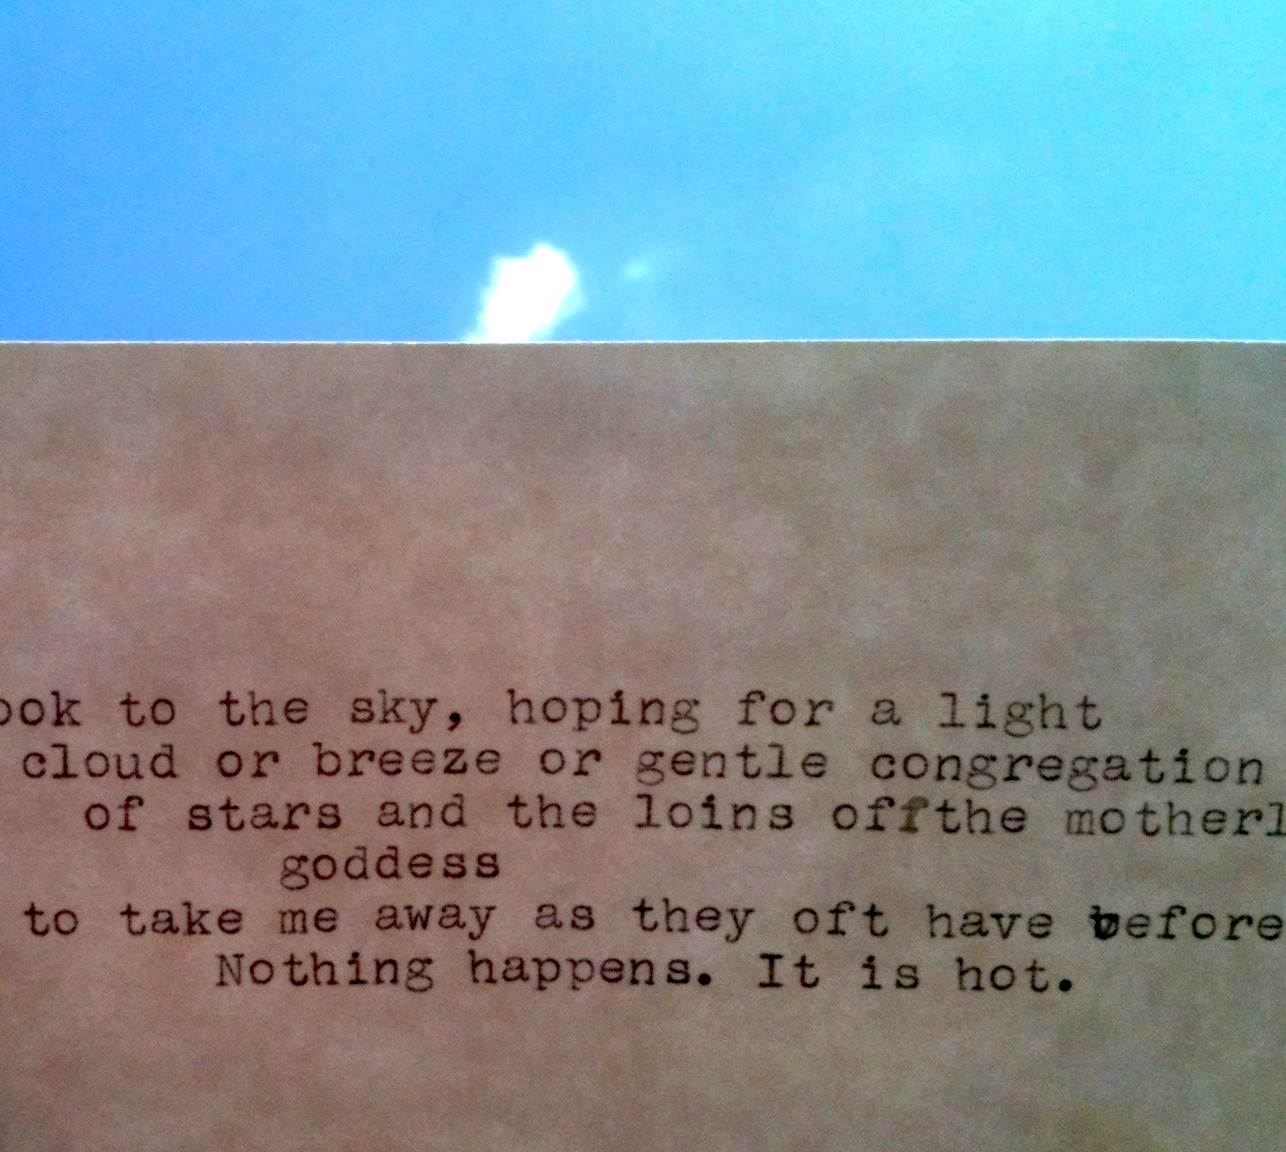 ook to the sky, hoping for a light
cloud or breeze or gentle congregation
of stars and the loins offthe motherl
goddess
to take me away as they oft have before
Nothing happens. It is hot.